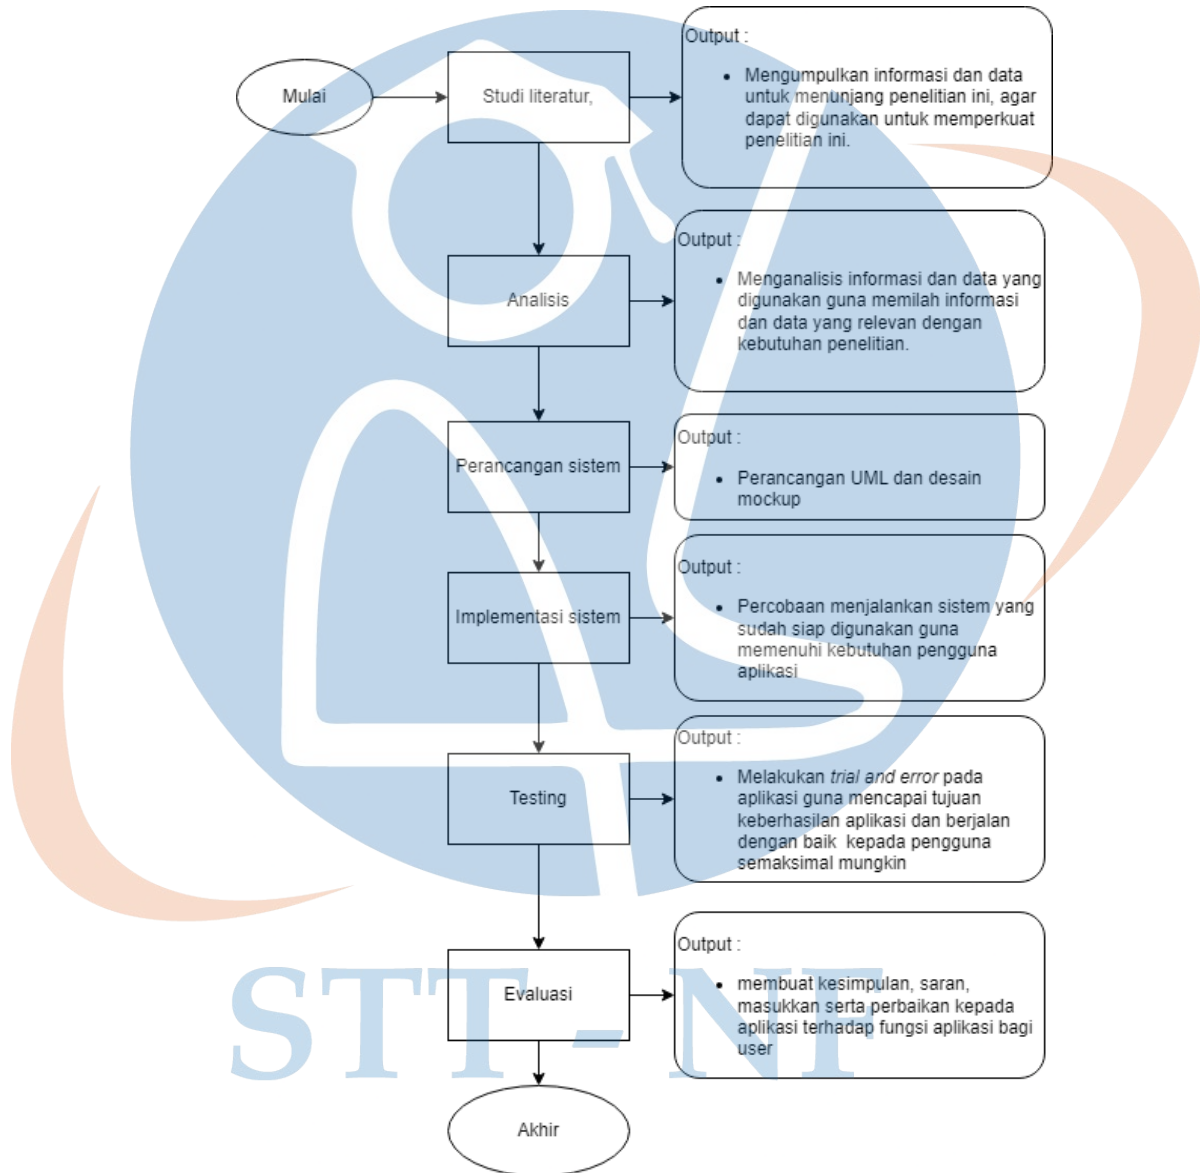 Mulai
Studi literatur,
Output :
• Mengumpulkan informasi dan data
untuk menunjang penelitian ini, agar
dapat digunakan untuk memperkuat
penelitian ini.
Analisis
Output :
• Menganalisis informasi dan data yang
digunakan guna memilah informasi
dan data yang relevan dengan
kebutuhan penelitian.
Perancangan sistem
Output :
• Perancangan UML dan desain
mockup
Implementasi sistem
Output :
• Percobaan menjalankan sistem yang
sudah siap digunakan guna
memenuhi kebutuhan pengguna
aplikasi
Testing
Output :
• Melakukan trial and error pada
aplikasi guna mencapai tujuan
keberhasilan aplikasi dan berjalan
dengan baik  kepada pengguna
semaksimal mungkin
Evaluasi
Output :
• membuat kesimpulan, saran,
masukkan serta perbaikan kepada
aplikasi terhadap fungsi aplikasi bagi
user
STT - NF
Akhir